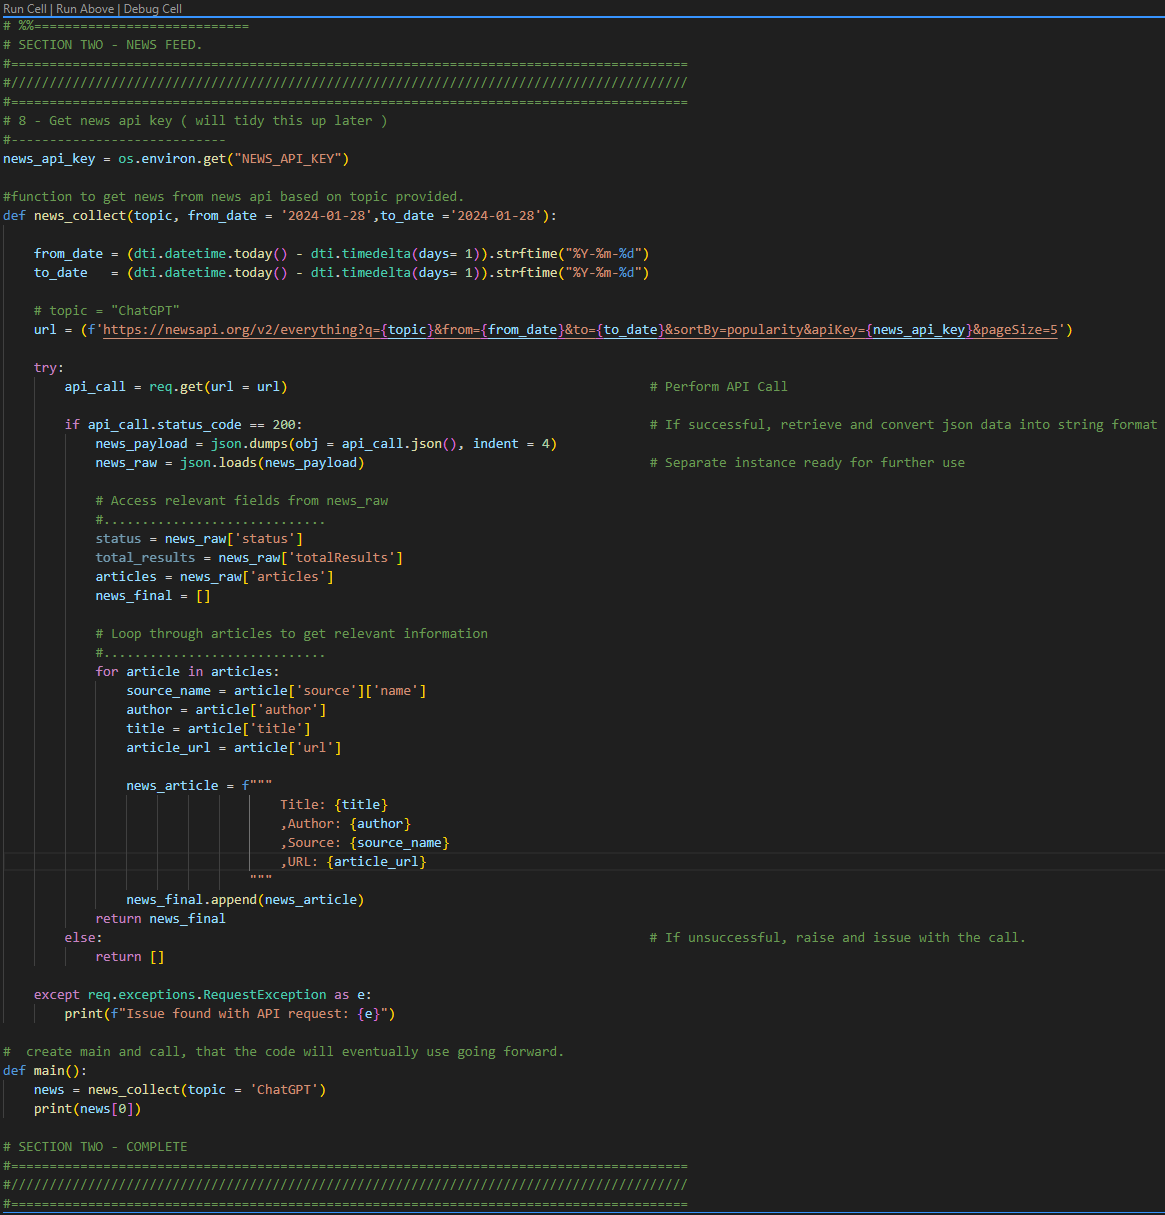 Run Cell | Run Above | Debug Cell
# %%============================
# SECTION TWO - NEWS FEED.
#========================================================================================
#////////////////////////////////////////////////////////////////////////////////////////
#========================================================================================
# 8 - Get news api key ( will tidy this up later )
#----------------------------
news_api_key = os.environ.get("NEWS_API_KEY")
#function to get news from news api based on topic provided.
def news_collect(topic, from_date = '2024-01-28',to_date ='2024-01-28'):
    from_date = (dti.datetime.today() - dti.timedelta(days= 1)).strftime("%Y-%m-%d")
    to_date   = (dti.datetime.today() - dti.timedelta(days= 1)).strftime("%Y-%m-%d")
    # topic = "ChatGPT"
    url = (f'https://newsapi.org/v2/everything?q={topic}&from={from_date}&to={to_date}&sortBy=popularity&apiKey={news_api_key}&pageSize=5')
    try:
        api_call = req.get(url = url) # Perform API Call
        if api_call.status_code == 200: # If successful, retrieve and convert json data into string format
            news_payload = json.dumps(obj = api_call.json(), indent = 4)
            news_raw = json.loads(news_payload) # Separate instance ready for further use
            # Access relevant fields from news_raw
            #.............................
            status = news_raw['status']
            total_results = news_raw['totalResults']
            articles = news_raw['articles']
            news_final = []
            # Loop through articles to get relevant information
            #.............................
            for article in articles:
                source_name = article['source']['name']
                author = article['author']
                title = article['title']
                article_url = article['url']
                news_article = f"""
                                    Title: {title}
                                    ,Author: {author}
                                    ,Source: {source_name}
                                    ,URL: {article_url}
                                """
                news_final.append(news_article)
            return news_final
        else: # If unsuccessful, raise and issue with the call.
            return []
    except req.exceptions.RequestException as e:
        print(f"Issue found with API request: {e}")
#  create main and call, that the code will eventually use going forward.
def main():
    news = news_collect(topic = 'ChatGPT')
    print(news[0])
# SECTION TWO - COMPLETE
#========================================================================================
#////////////////////////////////////////////////////////////////////////////////////////
#========================================================================================